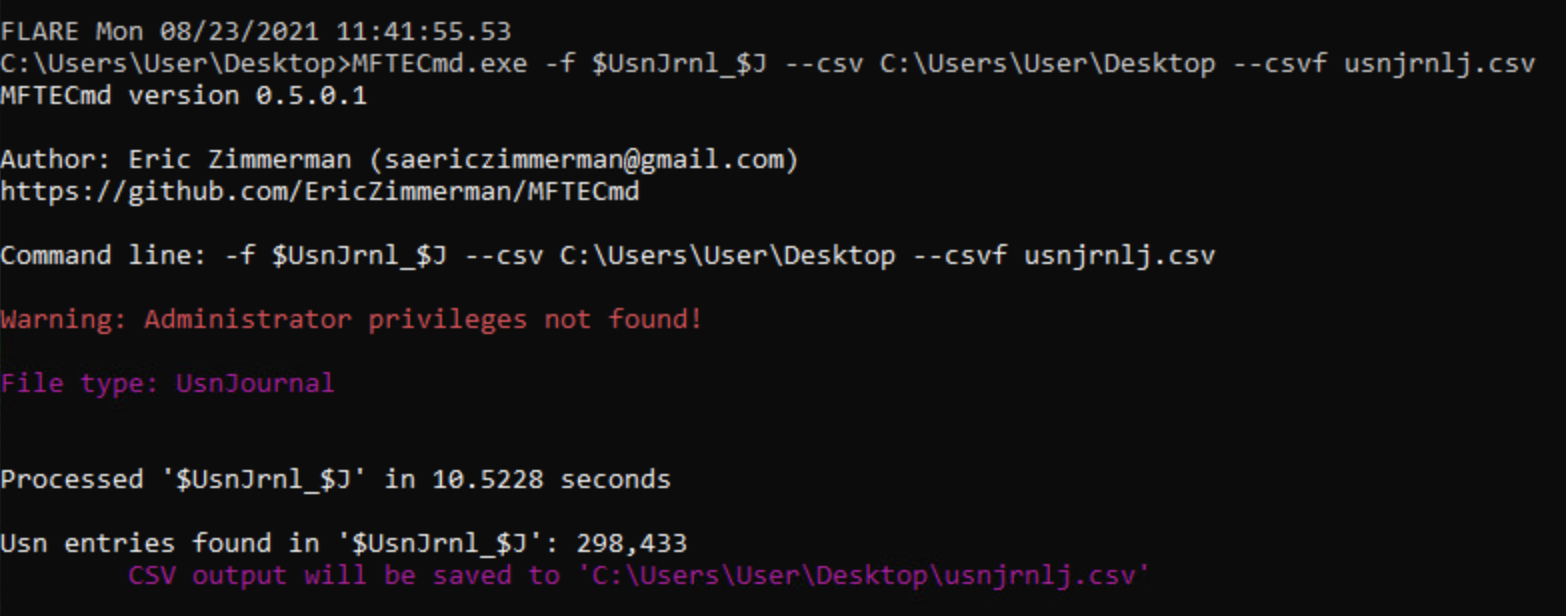 FLARE Mon 08/23/2021 11:41:55.53
C:\Users\User\Desktop>MFTECmd.exe -f $UsnJrnl_$J --csv C:\Users\User\Desktop --csvf usnjrnlj.csv
MFTECmd version 0.5.0.1
Author: Eric Zimmerman (saericzimmerman@gmail.com)
https://github.com/EricZimmerman/MFTECmd
Command line: -f $UsnJrnl_$J --csv C:\Users\User\Desktop --csvf usnjrnlj.csv
Warning: Administrator privileges not found!
File type: UsnJournal
Processed '$UsnJrnl_$J' in 10.5228 seconds
Usn entries found in '$UsnJrnl_$J': 298,433
CSV output will be saved to 'C:\Users\User\Desktop\usnjrnlj.csv'